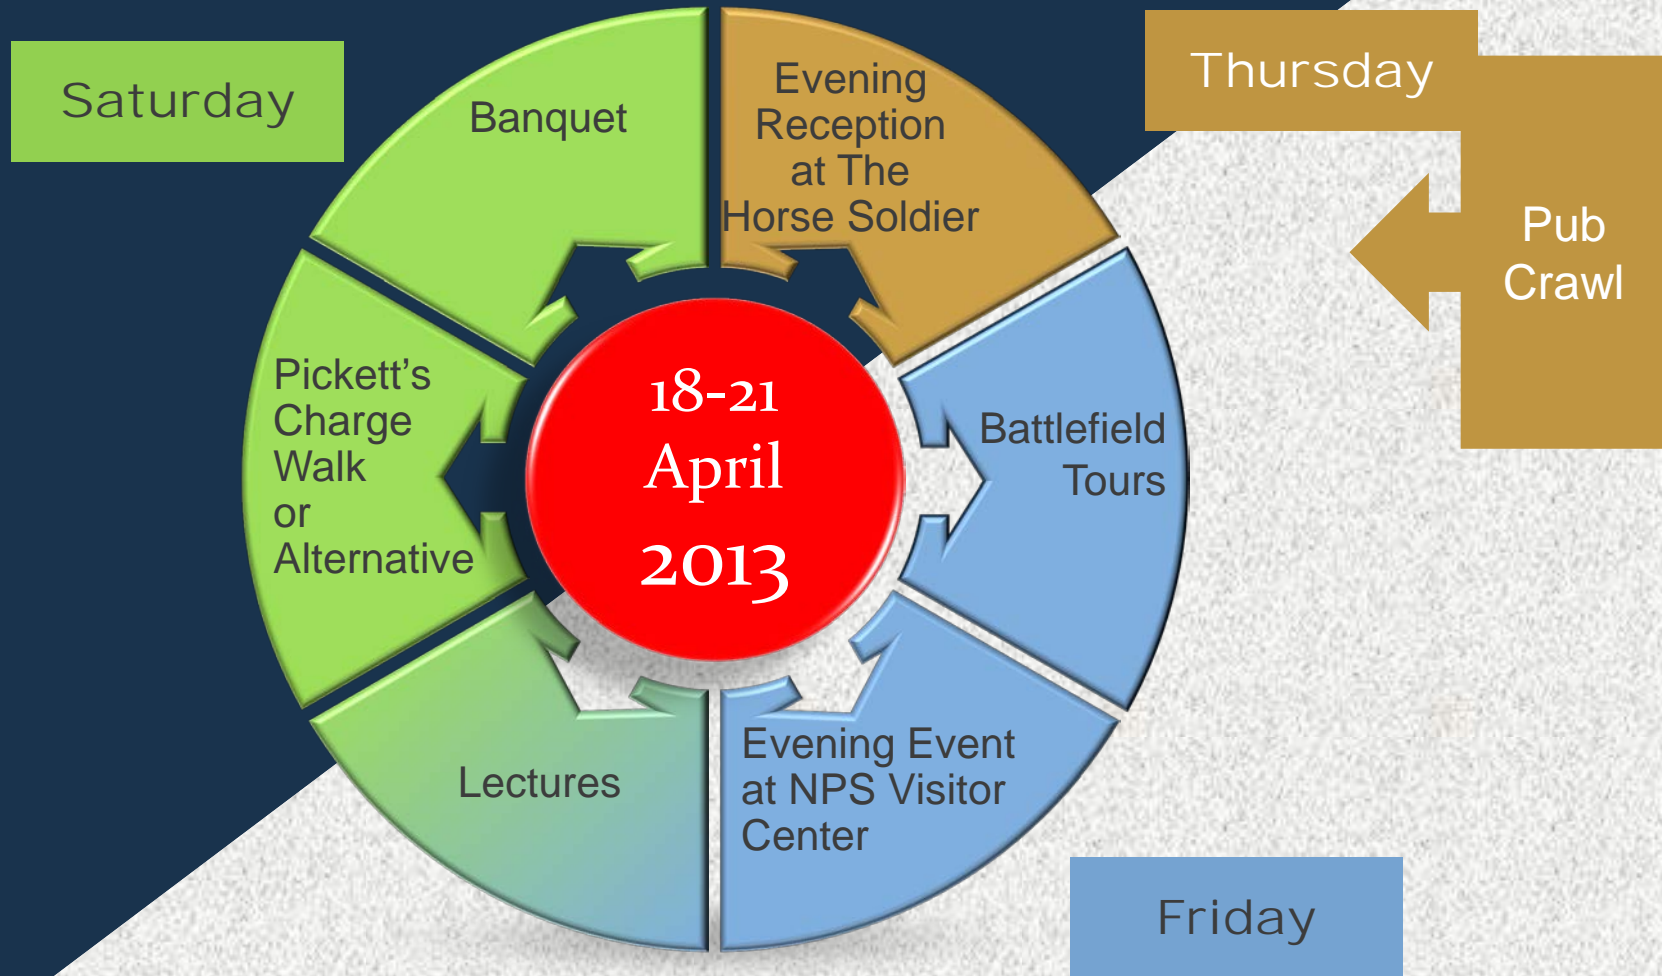 Saturday
Thursday
Banquet
Evening
Reception
at The
Horse Soldier
Pub
Crawl
Pickett’s
Charge
Walk
or
Alternative
18-21
April
2013
Battlefield
Tours
Lectures
Evening Event
at NPS Visitor
Center
Friday